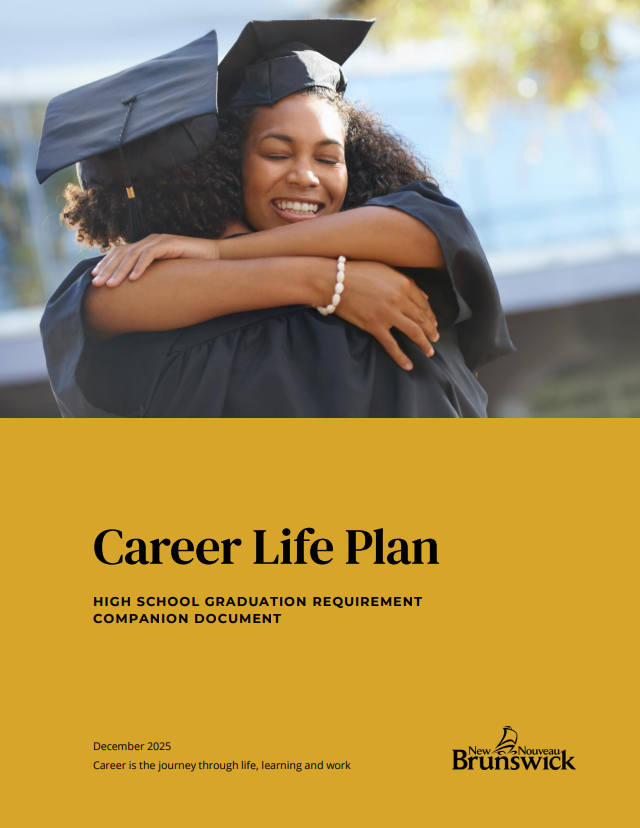 Career Life Plan
HIGH SCHOOL GRADUATION REQUIREMENT
COMPANION DOCUMENT
December 2025
Career is the journey through life, learning and work
New Nouveau
Brunswick